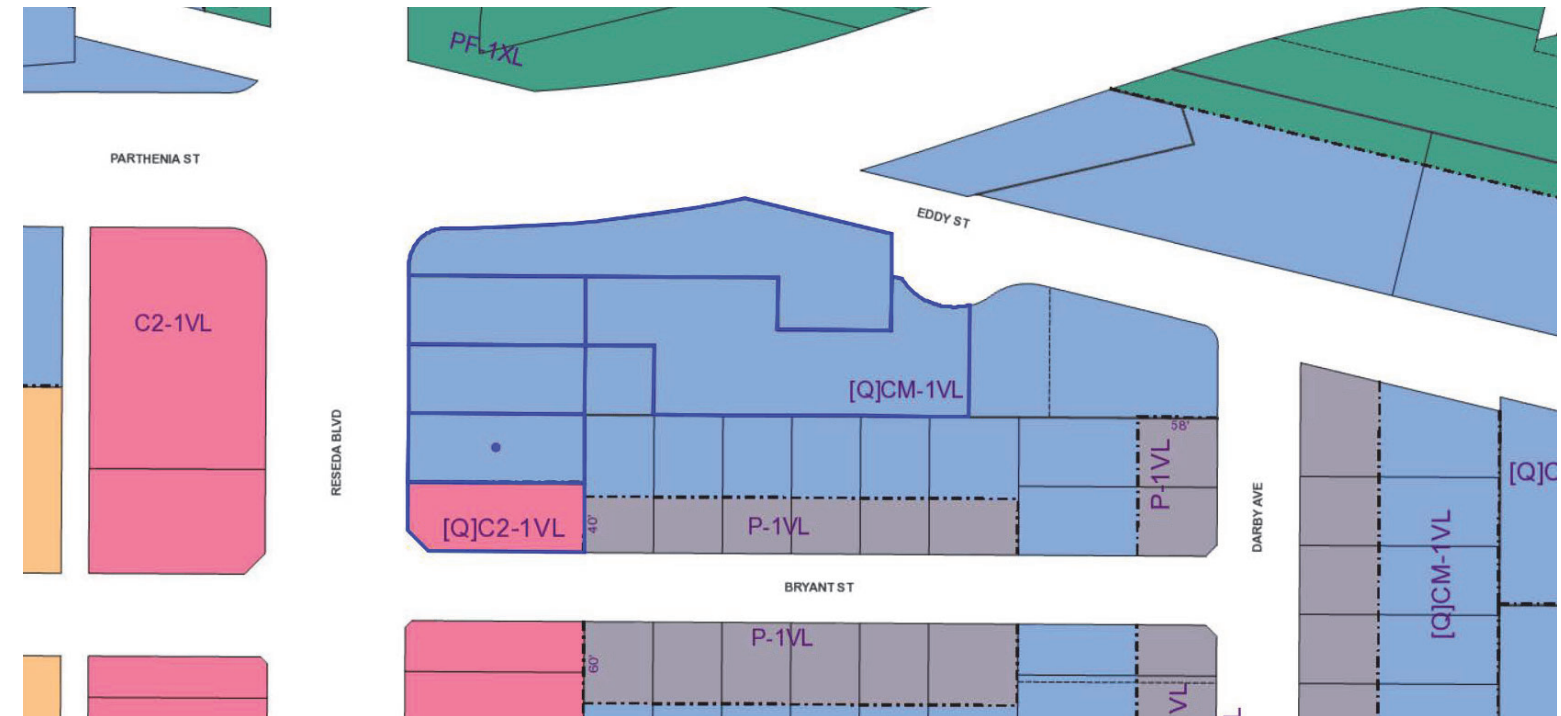 PF-1XL
PARTHENIA ST
EDDY ST
C2-1VL
[Q]CM-1VL
RESEDA BLVD
58'
P-1VL
[Q]C
[Q]C2-1VL
40'
P-1VL
DARBY AVE
[Q]CM-1VL
BRYANT ST
P-1VL
60'
VL